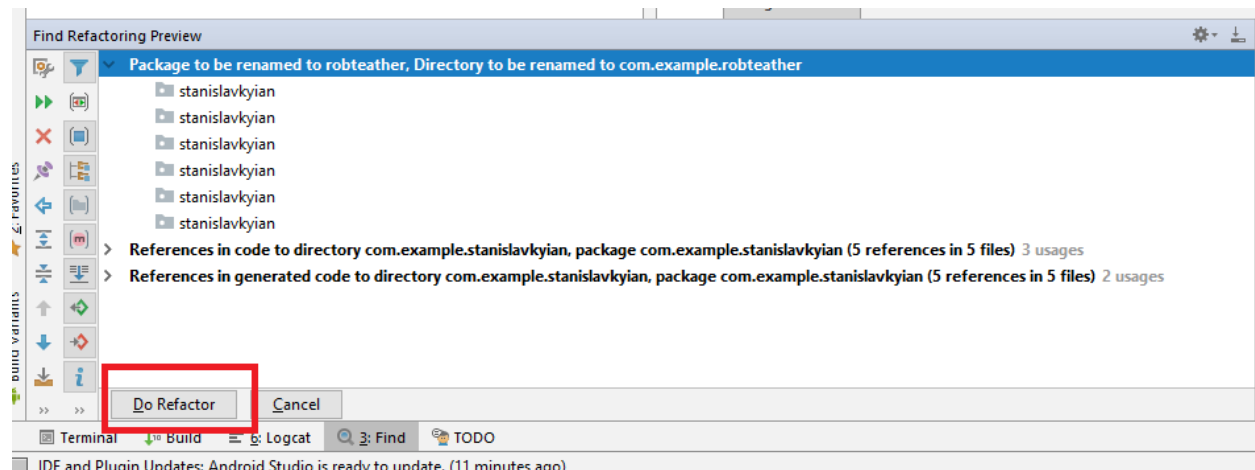 Find Refactoring Preview
Package to be renamed to robteather, Directory to be renamed to com.example.robteather
stanislavkyian
stanislavkyian
stanislavkyian
stanislavkyian
stanislavkyian
stanislavkyian
References in code to directory com.example.stanislavkyian, package com.example.stanislavkyian (5 references in 5 files) 3 usages
References in generated code to directory com.example.stanislavkyian, package com.example.stanislavkyian (5 references in 5 files) 2 usages
2: Favorites
Build Variants
Do Refactor Cancel
Terminal Build 6: Logcat 3: Find TODO
IDE and Plugin Updates: Android Studio is ready to update. (11 minutes ago)